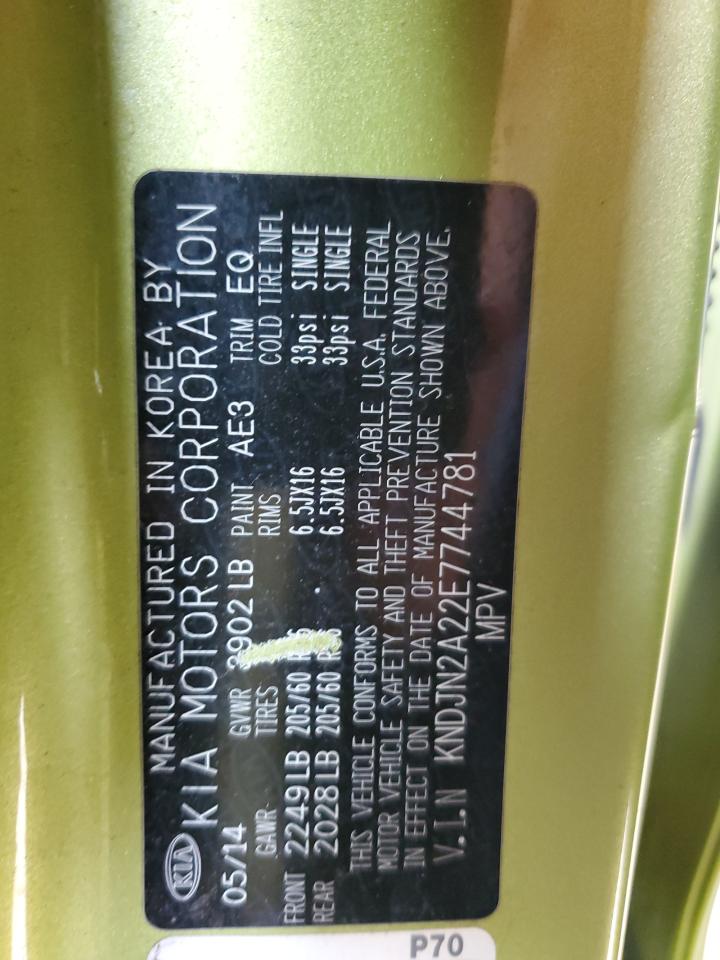 MANUFACTURED IN KOREA BY
KIA KIA MOTORS CORPORATION
05/14 GVWR 3902 LB PAINT AE3 TRIM EQ
GAWR TIRES RIMS COLD TIRE INFL
FRONT 2249LB 205/60 6.5JX16 33psi SINGLE
REAR 2028LB 205/60 6.5JX16 33psi SINGLE
THIS VEHICLE CONFORMS TO ALL APPLICABLE U.S.A. FEDERAL
MOTOR VEHICLE SAFETY AND THEFT PREVENTION STANDARDS
IN EFFECT ON THE DATE OF MANUFACTURE SHOWN ABOVE.
V.I.N KNDJN2A22E7744781
MPV
P70